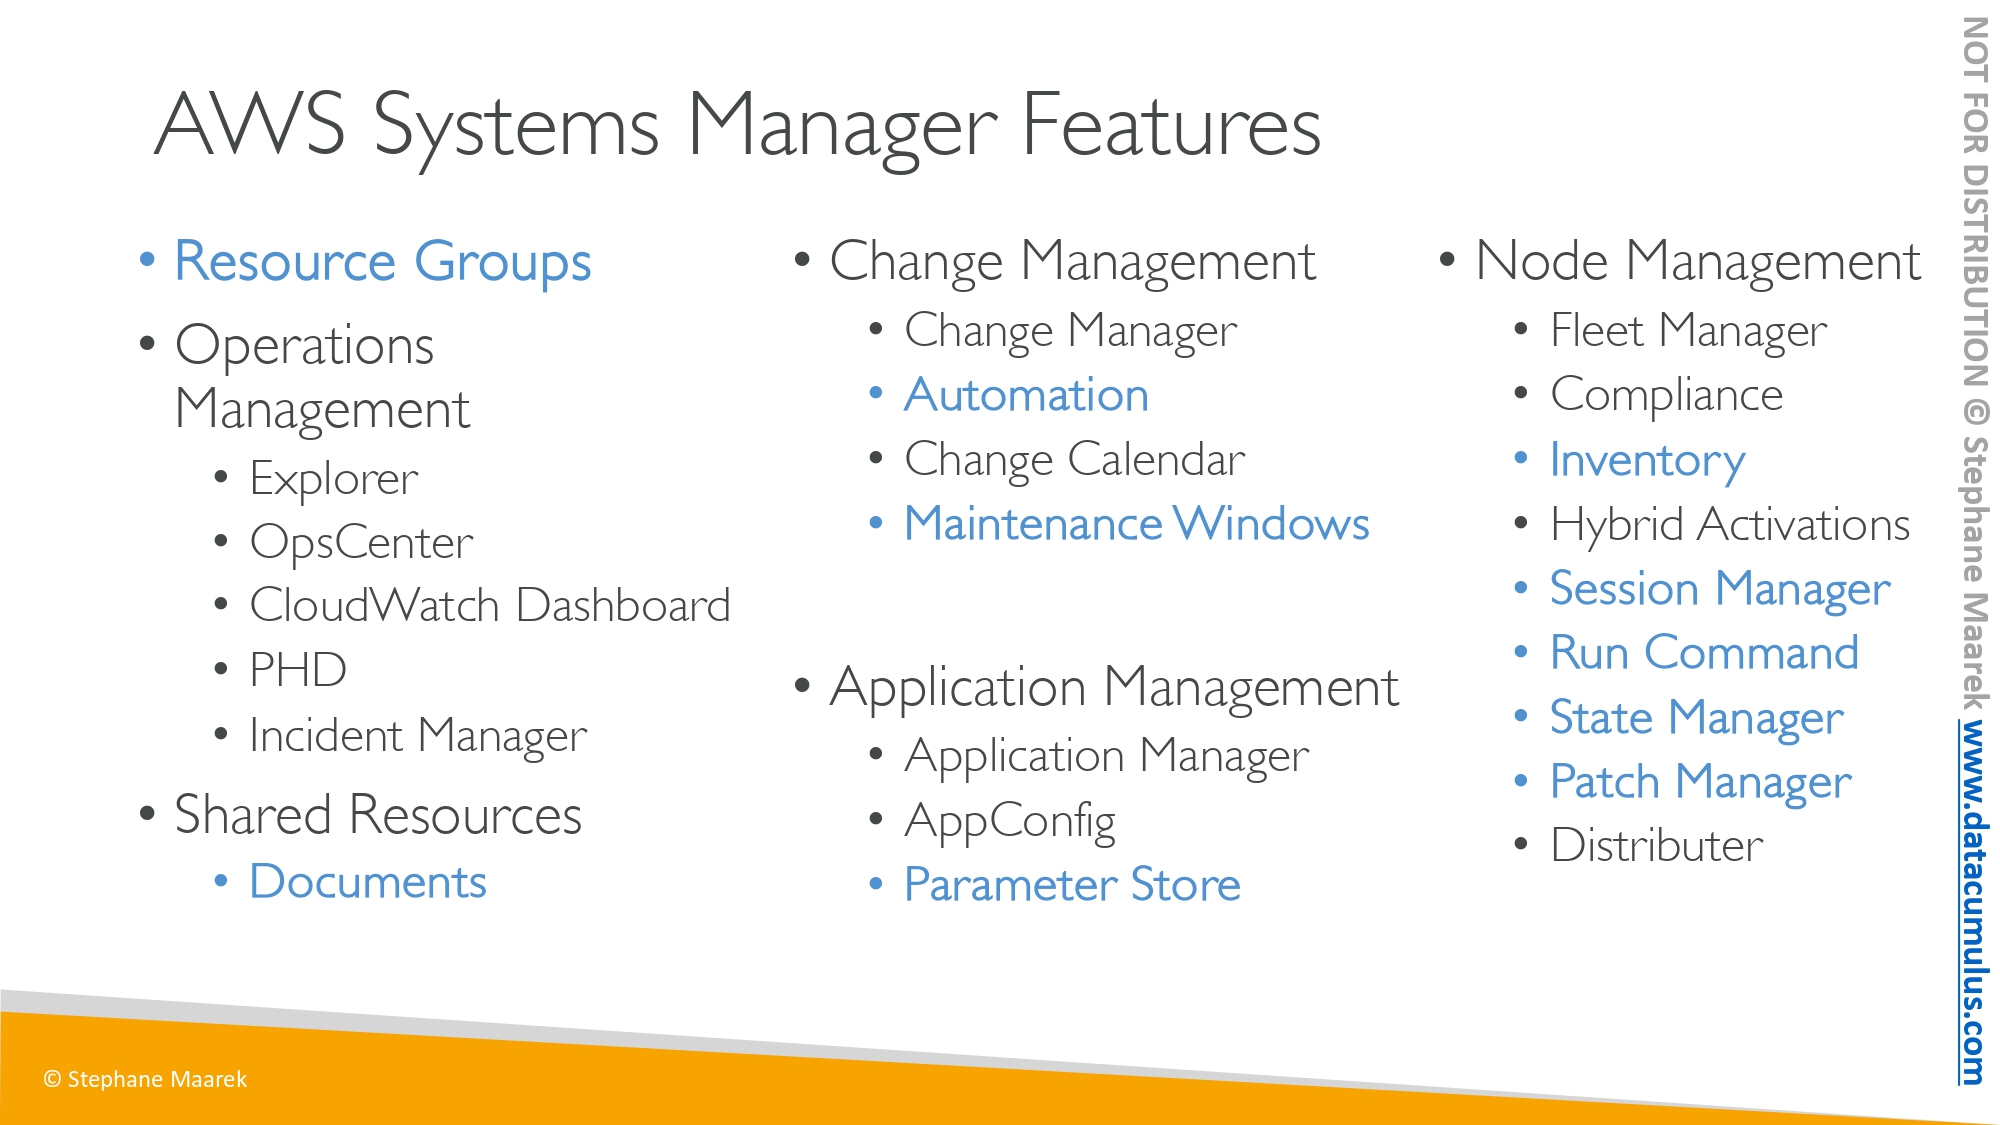 AWS Systems Manager Features
• Resource Groups
• Operations
Management
• Explorer
• OpsCenter
• CloudWatch Dashboard
• PHD
• Incident Manager
• Shared Resources
• Documents
• Change Management
• Change Manager
• Automation
• Change Calendar
• Maintenance Windows
• Application Management
• Application Manager
• AppConfig
• Parameter Store
• Node Management
• Fleet Manager
• Compliance
• Inventory
• Hybrid Activations
• Session Manager
• Run Command
• State Manager
• Patch Manager
• Distributer
© Stephane Maarek
NOT FOR DISTRIBUTION © Stephane Maarek www.datacumulus.com